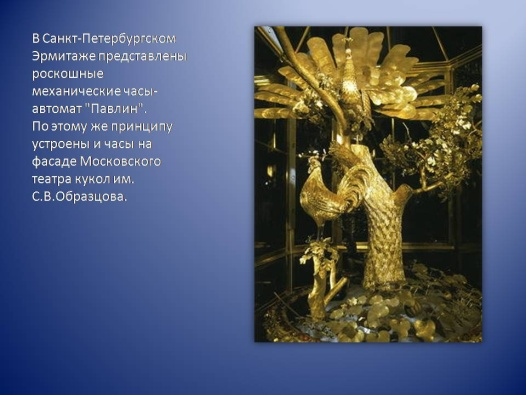 В Санкт-Петербургском
Эрмитаже представлены
роскошные
механические часы-
автомат "Павлин".
По этому же принципу
устроены и часы на
фасаде Московского
театра кукол им.
С.В.Образцова.